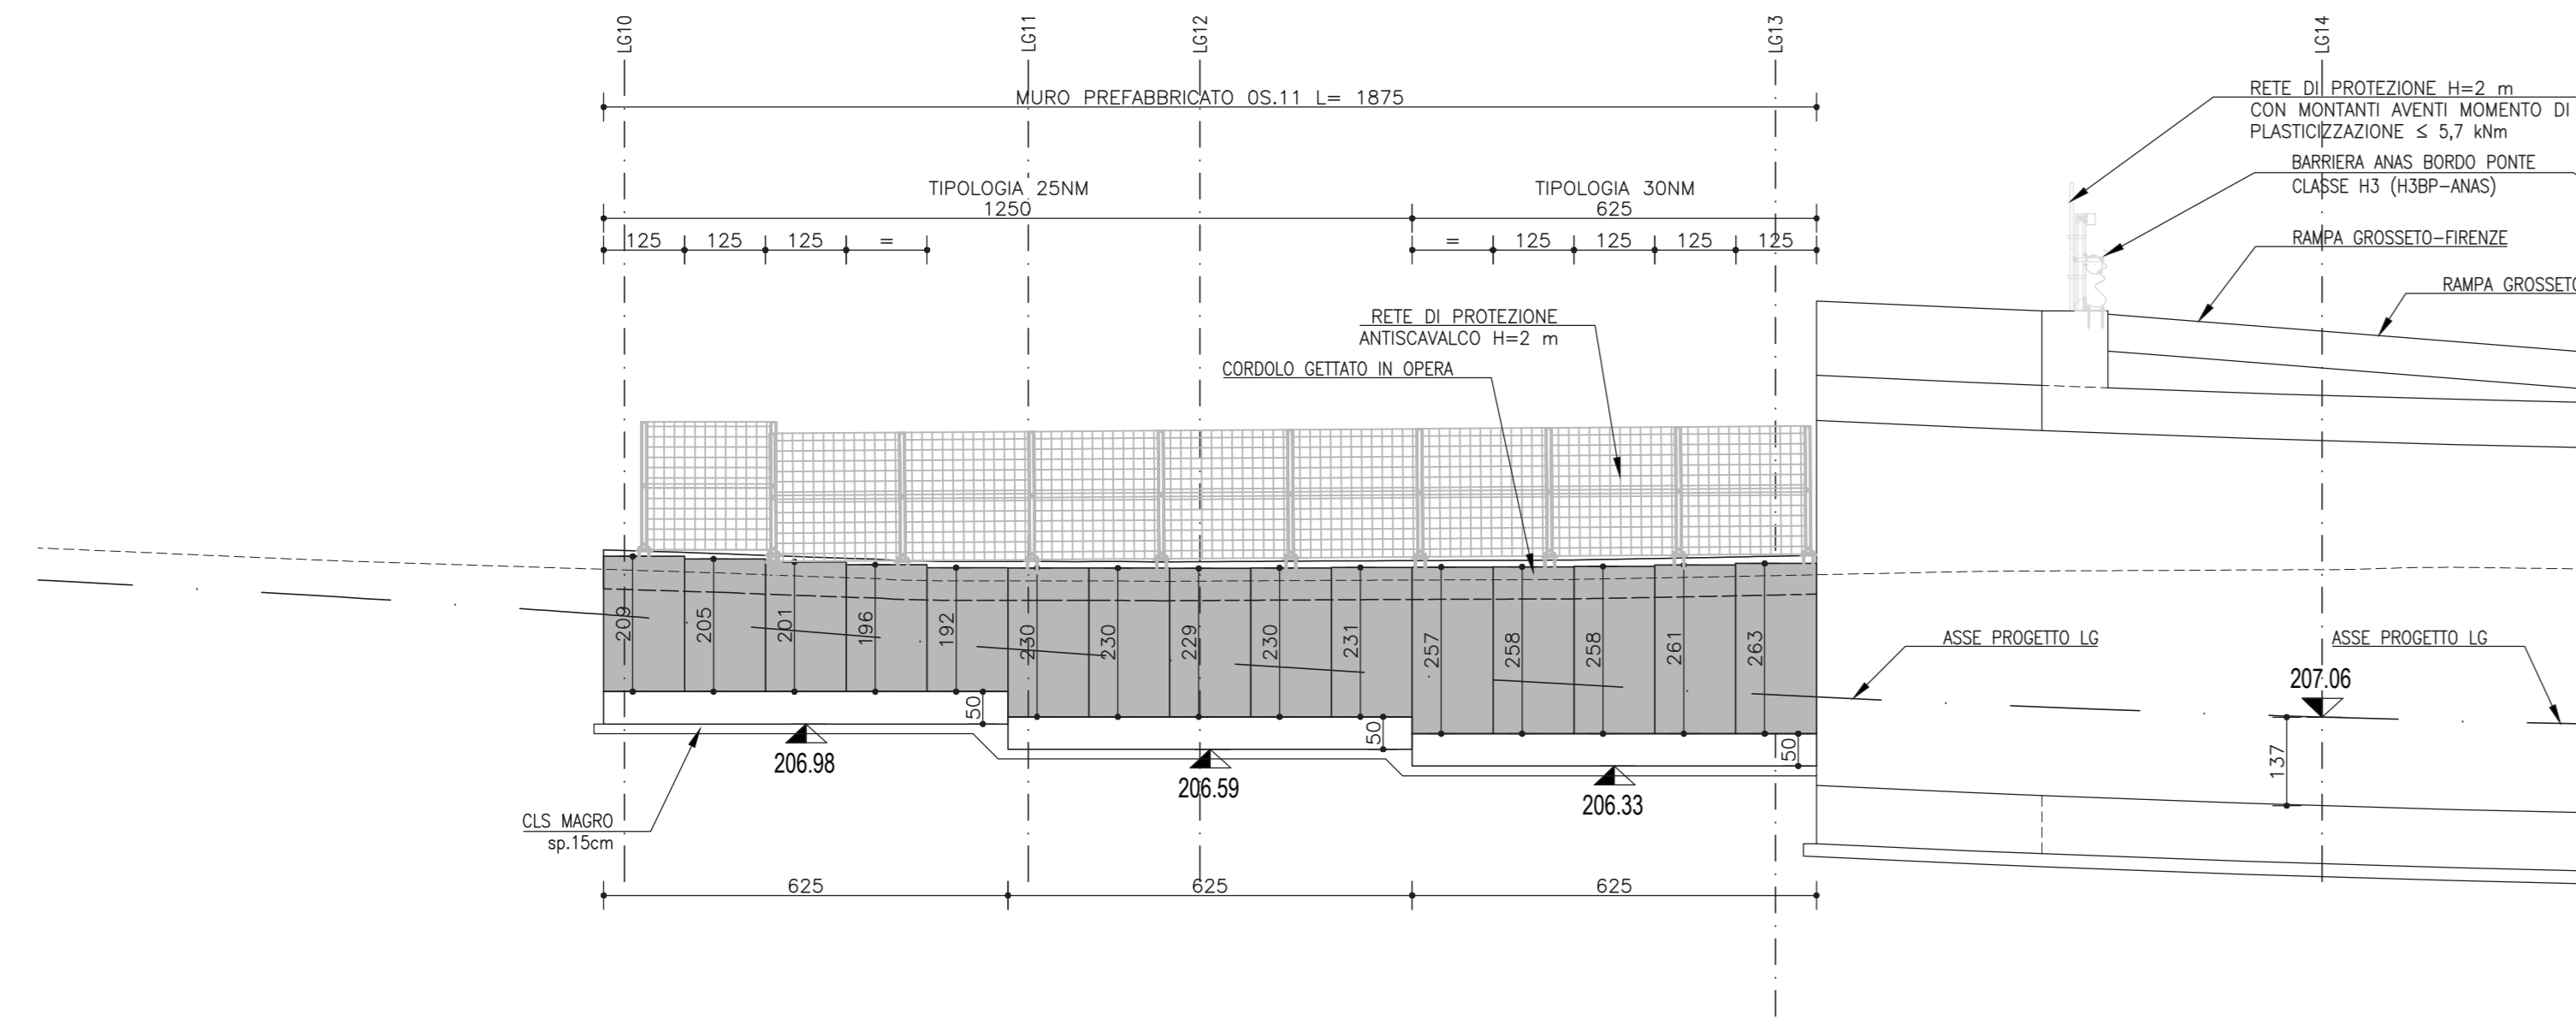 LG10
LG11
LG12
LG13
LG14
MURO PREFABBRICATO OS.11 L= 1875
TIPOLOGIA 25NM
1250
TIPOLOGIA 30NM
625
125
125
125
=
=
125
125
125
125
RETE DI PROTEZIONE H=2 m
CON MONTANTI AVENTI MOMENTO DI
PLASTICIZZAZIONE ≤ 5,7 kNm
BARRIERA ANAS BORDO PONTE
CLASSE H3 (H3BP-ANAS)
RAMPA GROSSETO-FIRENZE
RAMPA GROSSETO
RETE DI PROTEZIONE
ANTISCAVALCO H=2 m
CORDOLO GETTATO IN OPERA
209
205
201
196
192
230
230
229
230
231
257
258
258
261
263
50
50
50
ASSE PROGETTO LG
ASSE PROGETTO LG
207.06
137
206.98
206.59
206.33
CLS MAGRO
sp.15cm
625
625
625